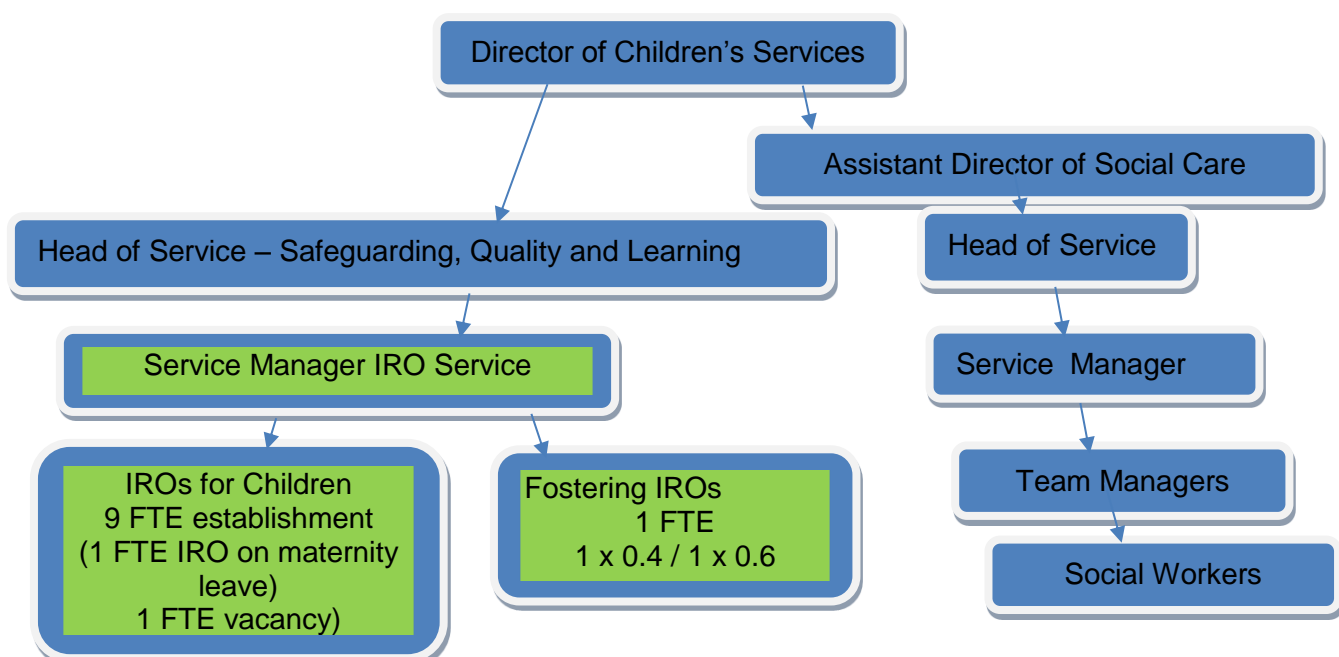 Director of Children’s Services
Assistant Director of Social Care
Head of Service – Safeguarding, Quality and Learning
Head of Service
Service Manager IRO Service
Service  Manager
IROs for Children
9 FTE establishment
(1 FTE IRO on maternity
leave)
1 FTE vacancy)
Fostering IROs
1 FTE
1 x 0.4 / 1 x 0.6
Team Managers
Social Workers